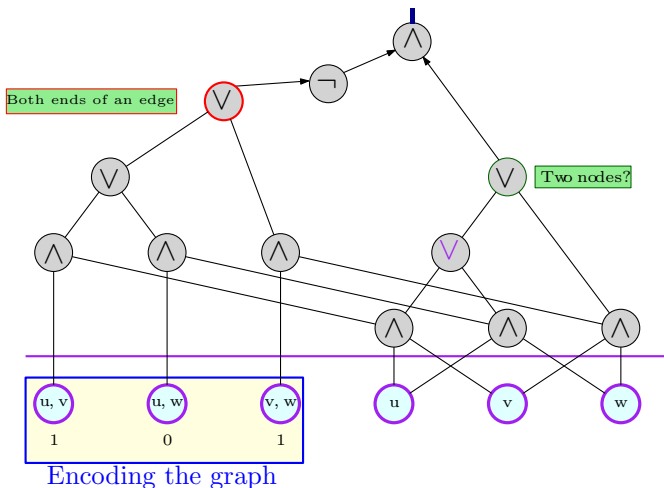 ∧
¬
∨
Both ends of an edge
∨
∨
Two nodes?
∧
∧
∧
∨
∧
∧
∧
u, v
u, w
v, w
u
v
w
1
0
1
Encoding the graph